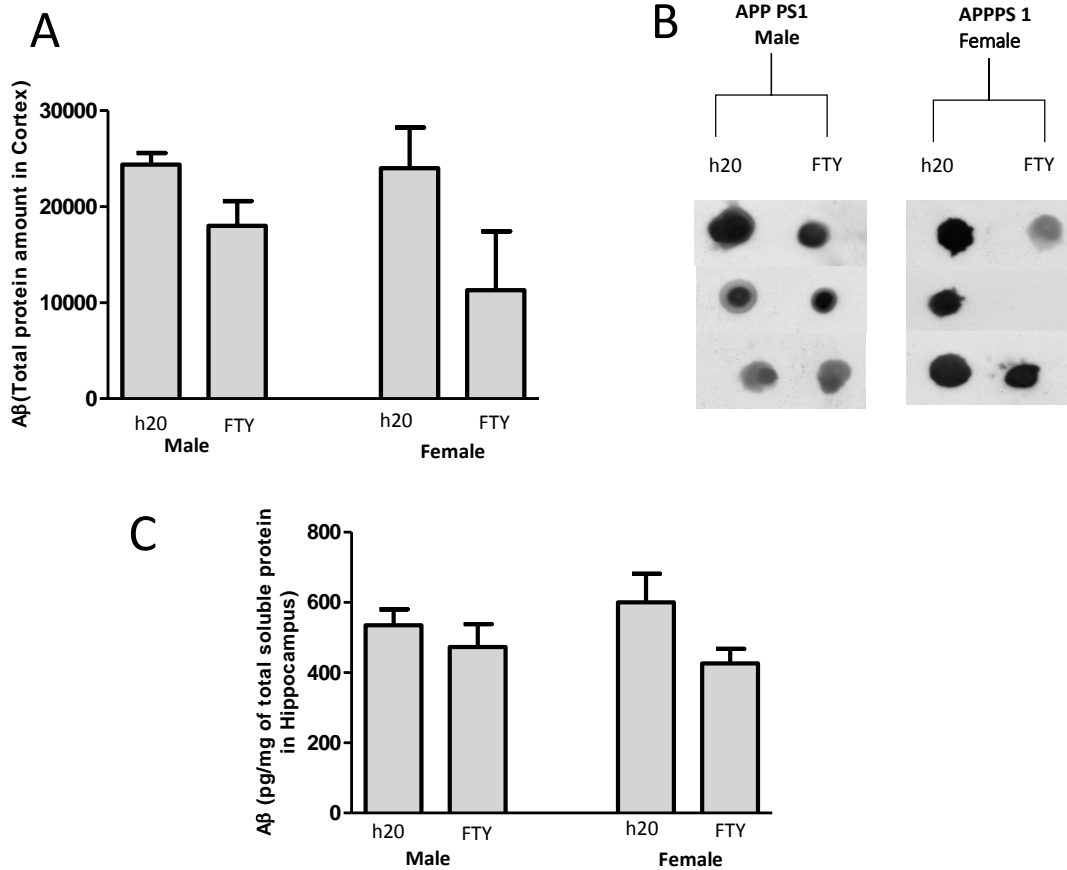 A
Aβ(Total protein amount in Cortex)
30000
20000
10000
0
h20
FTY
Male
h20
FTY
Female
B
APP PS1
Male
h20
FTY
APPPS 1
Female
h20
FTY
C
Aβ (pg/mg of total soluble protein
in Hippocampus)
800
600
400
200
0
h20
FTY
Male
h20
FTY
Female